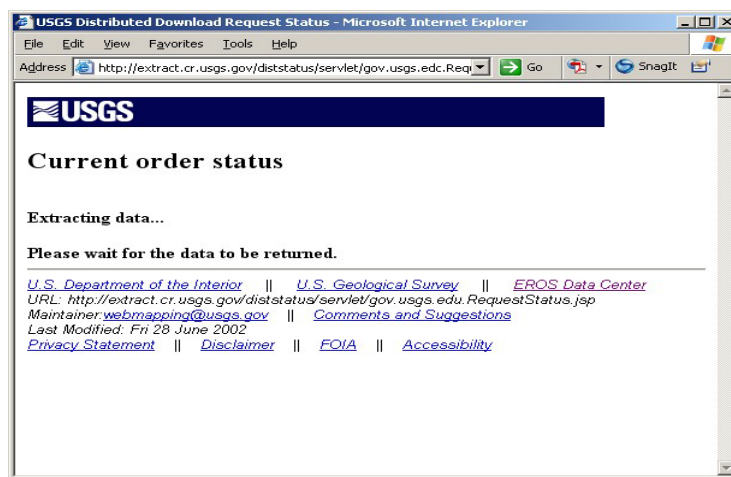 USGS Distributed Download Request Status - Microsoft Internet Explorer
File Edit View Favorites Tools Help
Address http://extract.cr.usgs.gov/diststatus/servlet/gov.usgs.edc.Req Go SnagIt
USGS
Current order status
Extracting data...
Please wait for the data to be returned.
U.S. Department of the Interior || U.S. Geological Survey || EROS Data Center
URL: http://extract.cr.usgs.gov/diststatus/servlet/gov.usgs.edu.RequestStatus.jsp
Maintainer:webmapping@usgs.gov || Comments and Suggestions
Last Modified: Fri 28 June 2002
Privacy Statement || Disclaimer || FOIA || Accessibility